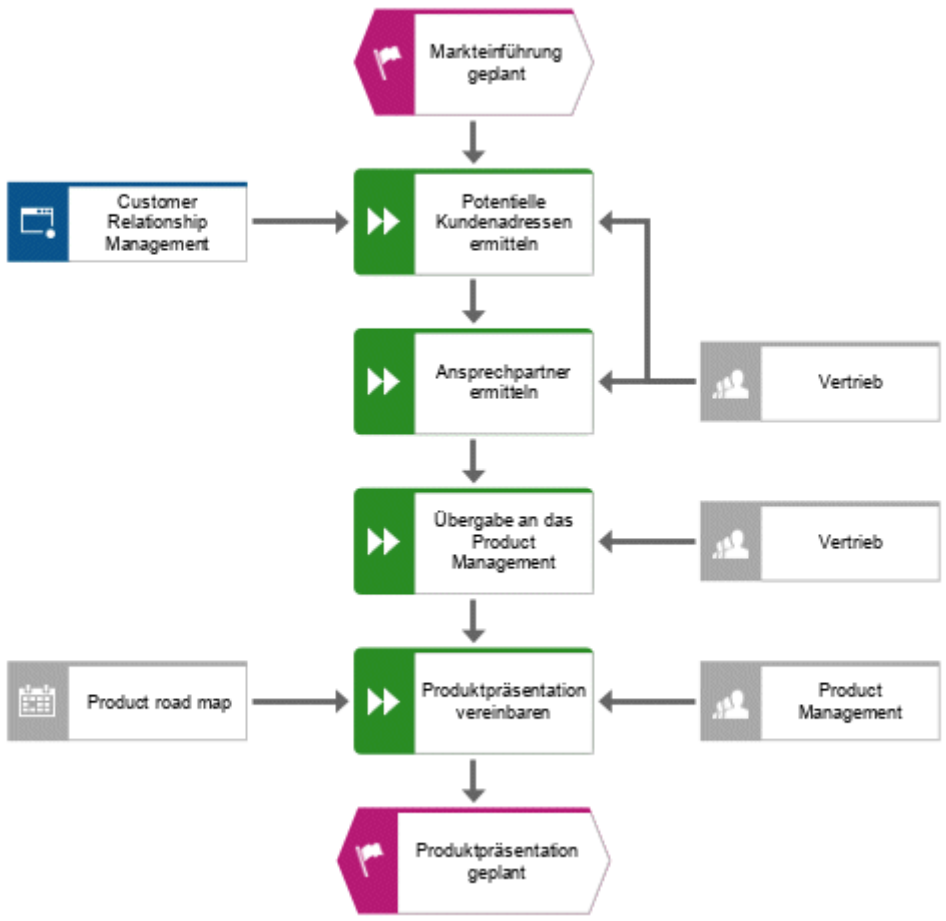 Markteinführung
geplant
Customer
Relationship
Management
Potentielle
Kundenadressen
ermitteln
Ansprechpartner
ermitteln
Vertrieb
Übergabe an das
Product
Management
Vertrieb
Product road map
Produktpräsentation
vereinbaren
Product
Management
Produktpräsentation
geplant